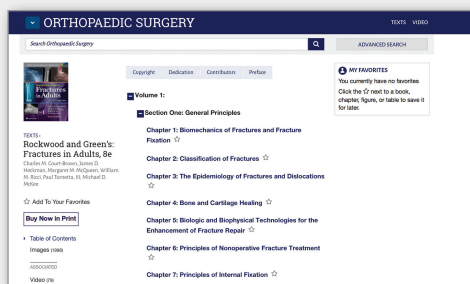 ORTHOPAEDIC SURGERY
TEXTS VIDEO
Search Orthopaedic Surgery
ADVANCED SEARCH
Fractures
in Adults
TEXTS ›
Rockwood and Green's:
Fractures in Adults, 8e
Charles M. Court-Brown, James D.
Heckman, Margaret M. McQueen, William
M. Ricci, Paul Tornetta, III; Michael D.
McKee
☆ Add To Your Favorites
Buy Now in Print
Table of Contents
Images (1990)
ASSOCIATED
Video (78)
Copyright Dedication Contributors Preface
Volume 1:
Section One: General Principles
Chapter 1: Biomechanics of Fractures and Fracture
Fixation ☆
Chapter 2: Classification of Fractures ☆
Chapter 3: The Epidemiology of Fractures and Dislocations
☆
Chapter 4: Bone and Cartilage Healing ☆
Chapter 5: Biologic and Biophysical Technologies for the
Enhancement of Fracture Repair ☆
Chapter 6: Principles of Nonoperative Fracture Treatment
☆
Chapter 7: Principles of Internal Fixation ☆
MY FAVORITES
You currently have no favorites
Click the ☆ next to a book,
chapter, figure, or table to save it
for later.